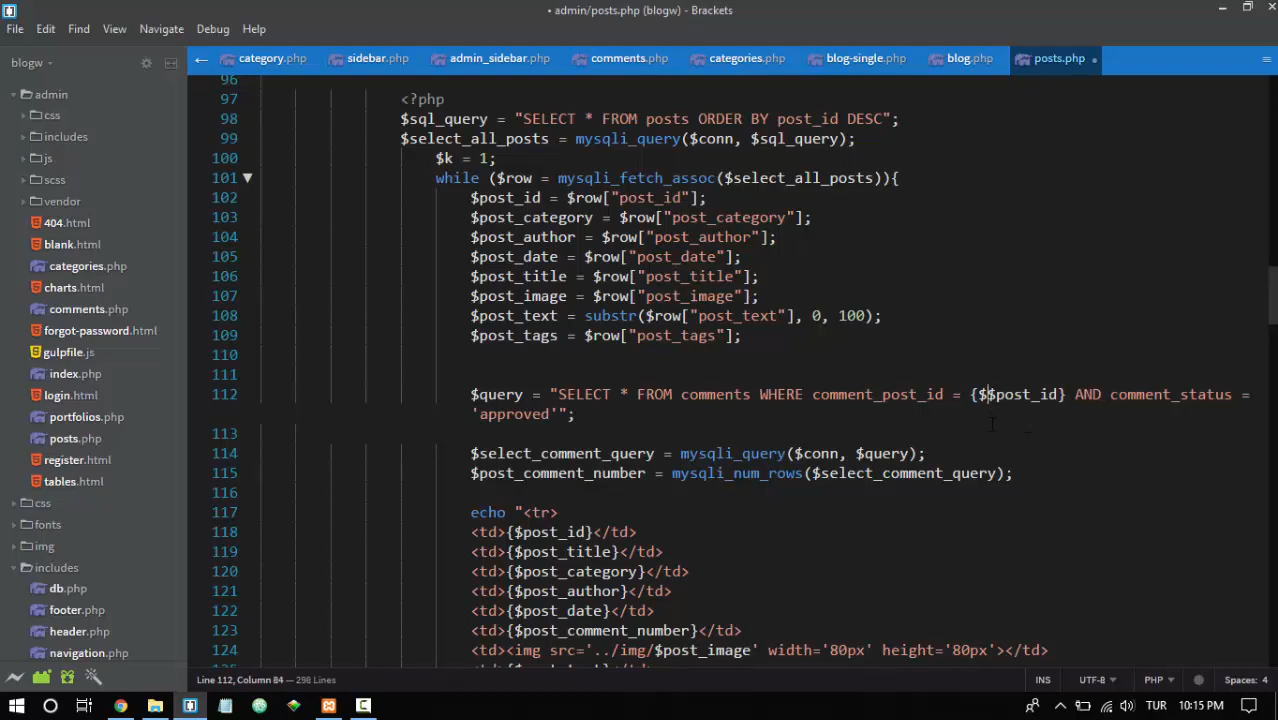 • admin/posts.php (blogw) - Brackets
File Edit Find View Navigate Debug Help
blogw
category.php sidebar.php admin_sidebar.php comments.php categories.php blog-single.php blog.php posts.php
admin
css
includes
js
scss
vendor
404.html
blank.html
categories.php
charts.html
comments.php
forgot-password.html
gulpfile.js
index.php
login.html
portfolios.php
posts.php
register.html
tables.html
css
fonts
img
includes
db.php
footer.php
header.php
navigation.php
96
97 <?php
98 $sql_query = "SELECT * FROM posts ORDER BY post_id DESC";
99 $select_all_posts = mysqli_query($conn, $sql_query);
100 $k = 1;
101 while ($row = mysqli_fetch_assoc($select_all_posts)){
102 $post_id = $row["post_id"];
103 $post_category = $row["post_category"];
104 $post_author = $row["post_author"];
105 $post_date = $row["post_date"];
106 $post_title = $row["post_title"];
107 $post_image = $row["post_image"];
108 $post_text = substr($row["post_text"], 0, 100);
109 $post_tags = $row["post_tags"];
110
111
112 $query = "SELECT * FROM comments WHERE comment_post_id = {$$post_id} AND comment_status =
'approved'";
113
114 $select_comment_query = mysqli_query($conn, $query);
115 $post_comment_number = mysqli_num_rows($select_comment_query);
116
117 echo "<tr>
118 <td>{$post_id}</td>
119 <td>{$post_title}</td>
120 <td>{$post_category}</td>
121 <td>{$post_author}</td>
122 <td>{$post_date}</td>
123 <td>{$post_comment_number}</td>
124 <td><img src='../img/$post_image' width='80px' height='80px'></td>
Line 112, Column 84 — 298 Lines
INS UTF-8 PHP Spaces: 4
TUR 10:15 PM